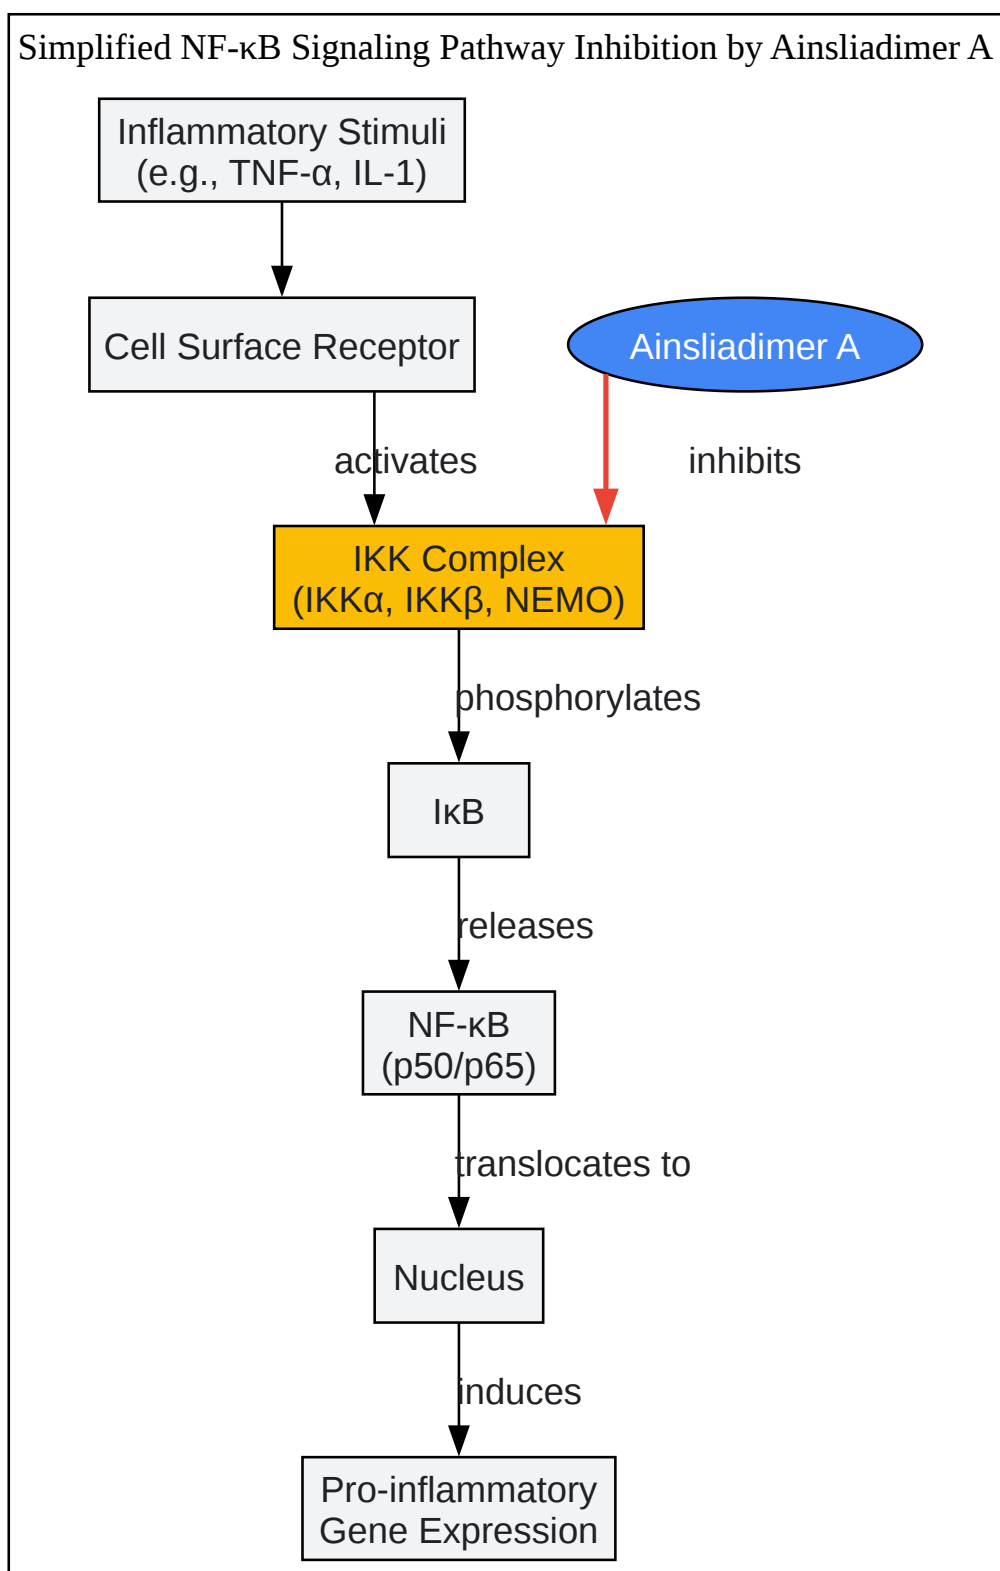 Simplified NF-κB Signaling Pathway Inhibition by Ainsliadimer A
Inflammatory Stimuli
(e.g., TNF-α, IL-1)
Cell Surface Receptor
Ainsliadimer A
activates
inhibits
IKK Complex
(IKKα, IKKβ, NEMO)
phosphorylates
IκB
releases
NF-κB
(p50/p65)
translocates to
Nucleus
induces
Pro-inflammatory
Gene Expression